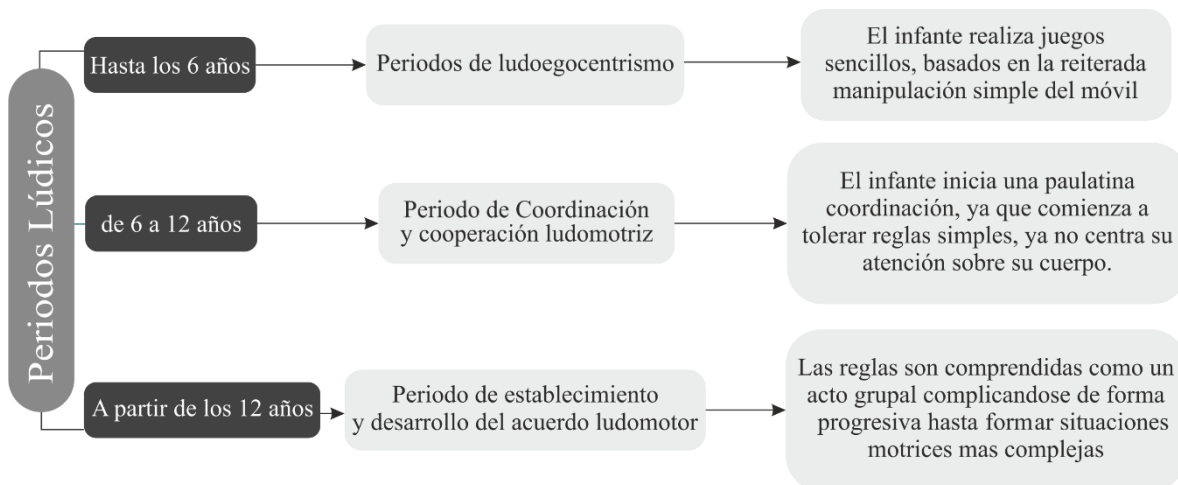 Periodos Lúdicos
Hasta los 6 años
Periodos de ludoegocentrismo
El infante realiza juegos
sencillos, basados en la reiterada
manipulación simple del móvil
de 6 a 12 años
Periodo de Coordinación
y cooperación ludomotriz
El infante inicia una paulatina
coordinación, ya que comienza a
tolerar reglas simples, ya no centra su
atención sobre su cuerpo.
A partir de los 12 años
Periodo de establecimiento
y desarrollo del acuerdo ludomotor
Las reglas son comprendidas como un
acto grupal complicandose de forma
progresiva hasta formar situaciones
motrices mas complejas